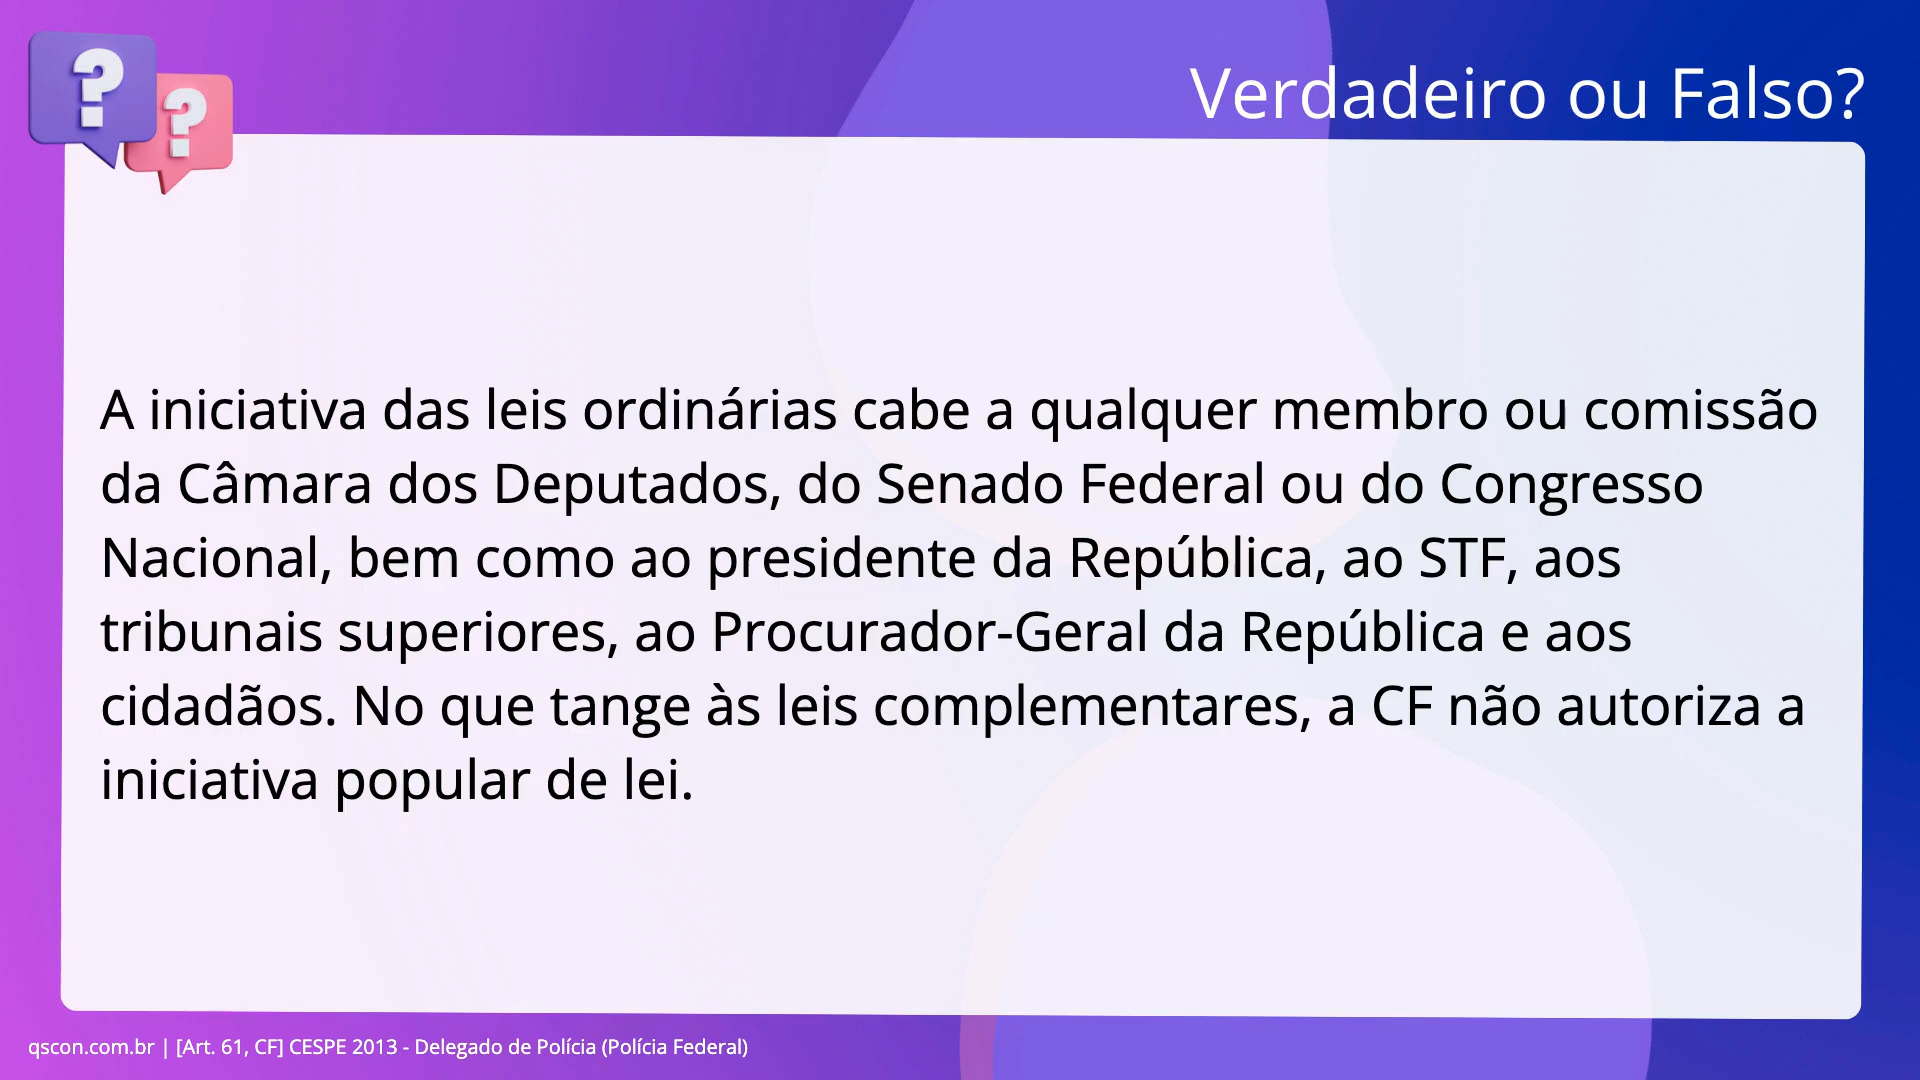 Verdadeiro ou Falso?
A iniciativa das leis ordinárias cabe a qualquer membro ou comissão
da Câmara dos Deputados, do Senado Federal ou do Congresso
Nacional, bem como ao presidente da República, ao STF, aos
tribunais superiores, ao Procurador-Geral da República e aos
cidadãos. No que tange às leis complementares, a CF não autoriza a
iniciativa popular de lei.
qscon.com.br | [Art. 61, CF] CESPE 2013 - Delegado de Polícia (Polícia Federal)